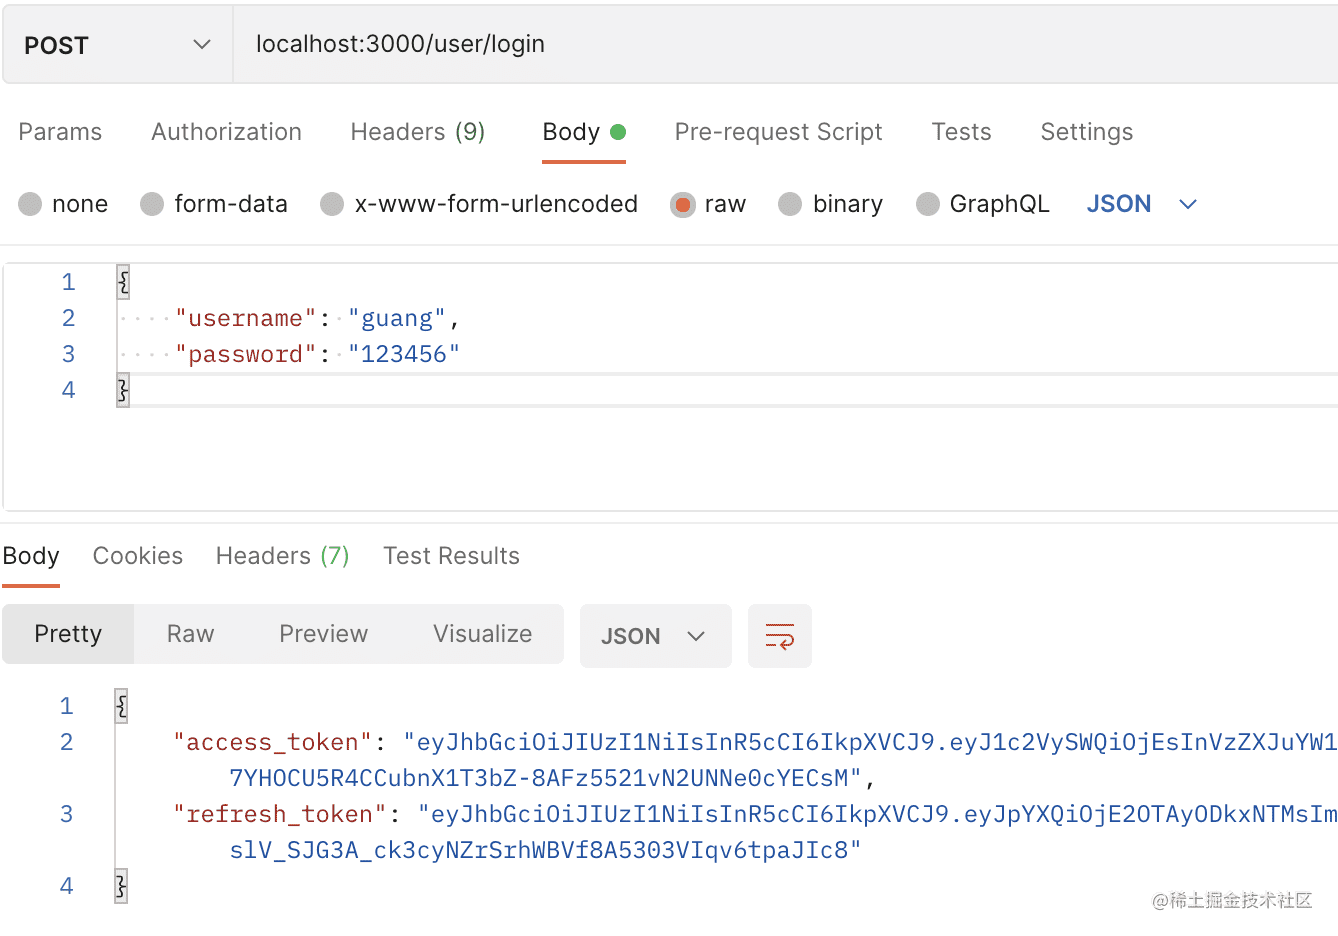 POST localhost:3000/user/login
Params Authorization Headers (9) Body Pre-request Script Tests Settings
none form-data x-www-form-urlencoded raw binary GraphQL JSON
1 {
2 "username": "guang",
3 "password": "123456"
4 }
Body Cookies Headers (7) Test Results
Pretty Raw Preview Visualize JSON
1 {
2 "access_token": "eyJhbGciOiJIUzI1NiIsInR5cCI6IkpXVCJ9.eyJ1c2VySWQiOjEsInVzZXJuYW1
7YHOCU5R4CCubnX1T3bZ-8AFz5521vN2UNNe0cYECsM",
3 "refresh_token": "eyJhbGciOiJIUzI1NiIsInR5cCI6IkpXVCJ9.eyJpYXQiOjE2OTAyODkxNTMsIm
slV_SJG3A_ck3cyNZrSrhWBVf8A5303VIqv6tpaJIc8"
4 }
@稀土掘金技术社区